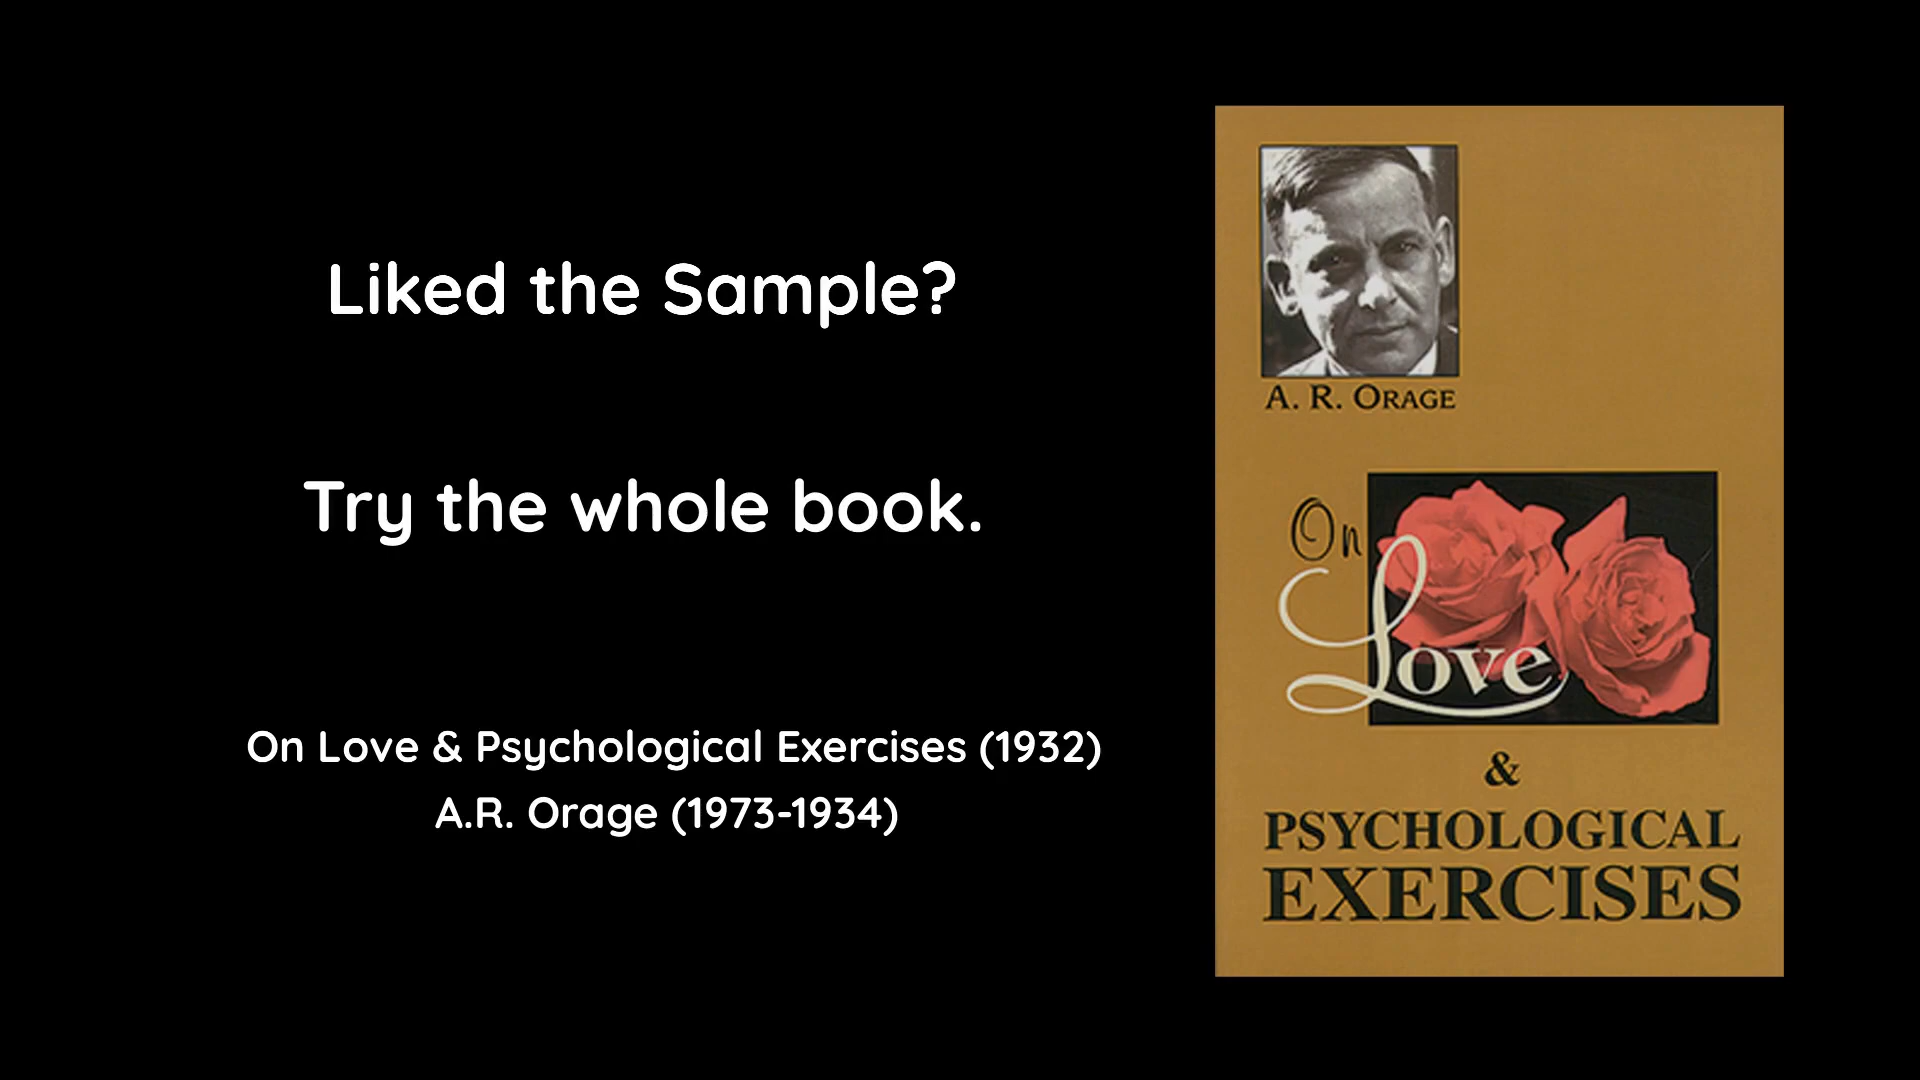 Liked the Sample?
Try the whole book.
On Love & Psychological Exercises (1932)
A.R. Orage (1973-1934)
A. R. ORAGE
On
Love
&
PSYCHOLOGICAL
EXERCISES